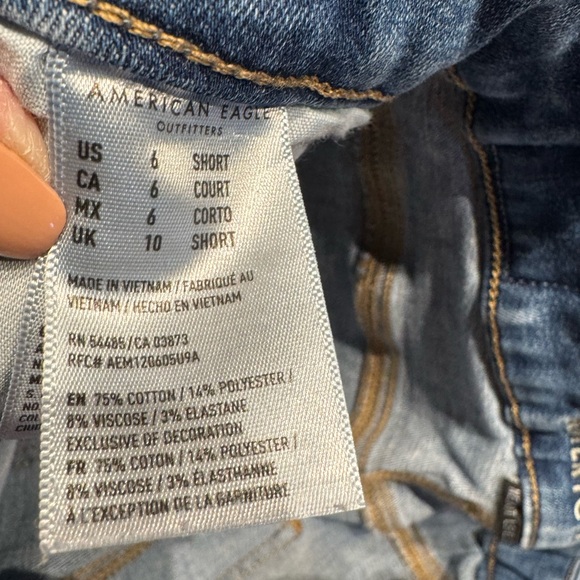 AMERICAN EAGLE
OUTFITTERS
US 6 SHORT
CA 6 COURT
MX 6 CORTO
UK 10 SHORT
MADE IN VIETNAM / FABRIQUÉ AU
VIETNAM / HECHO EN VIETNAM
RN 54485/CA 03873
RFC# AEM120605U9A
EN 75% COTTON / 14% POLYESTER /
8% VISCOSE / 3% ELASTANE
EXCLUSIVE OF DECORATION
FR 75% COTON / 14% POLYESTER /
8% VISCOSE / 3% ÉLASTHANNE
À L'EXCEPTION DE LA GARNITURE